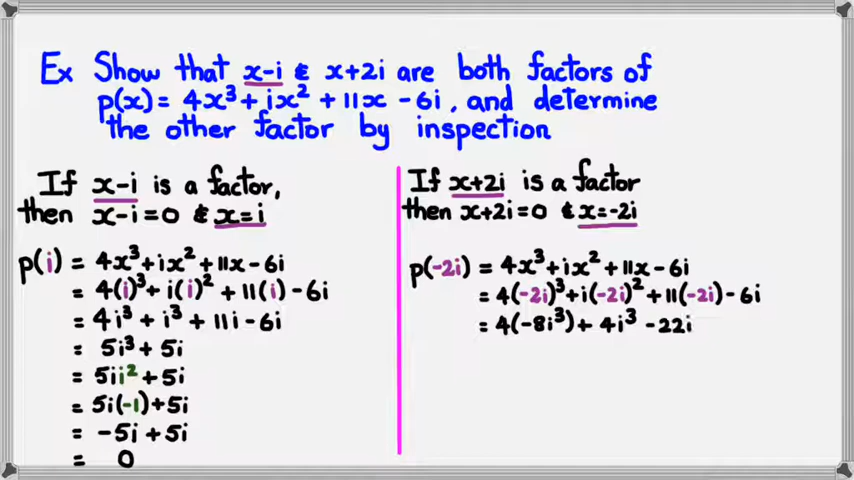 Ex Show that x-i & x+2i are both factors of
p(x) = 4x³ + ix² + 11x - 6i, and determine
the other factor by inspection
If x-i is a factor,
then x-i=0 & x=i
p(i) = 4x³+ix²+11x-6i
= 4(i)³+i(i)²+11(i)-6i
= 4i³+i³+11i-6i
= 5i³+5i
= 5ii²+5i
= 5i(-1)+5i
= -5i+5i
= 0
If x+2i is a factor
then x+2i=0 & x=-2i
p(-2i) = 4x³+ix²+11x-6i
= 4(-2i)³+i(-2i)²+11(-2i)-6i
= 4(-8i³)+4i³-22i